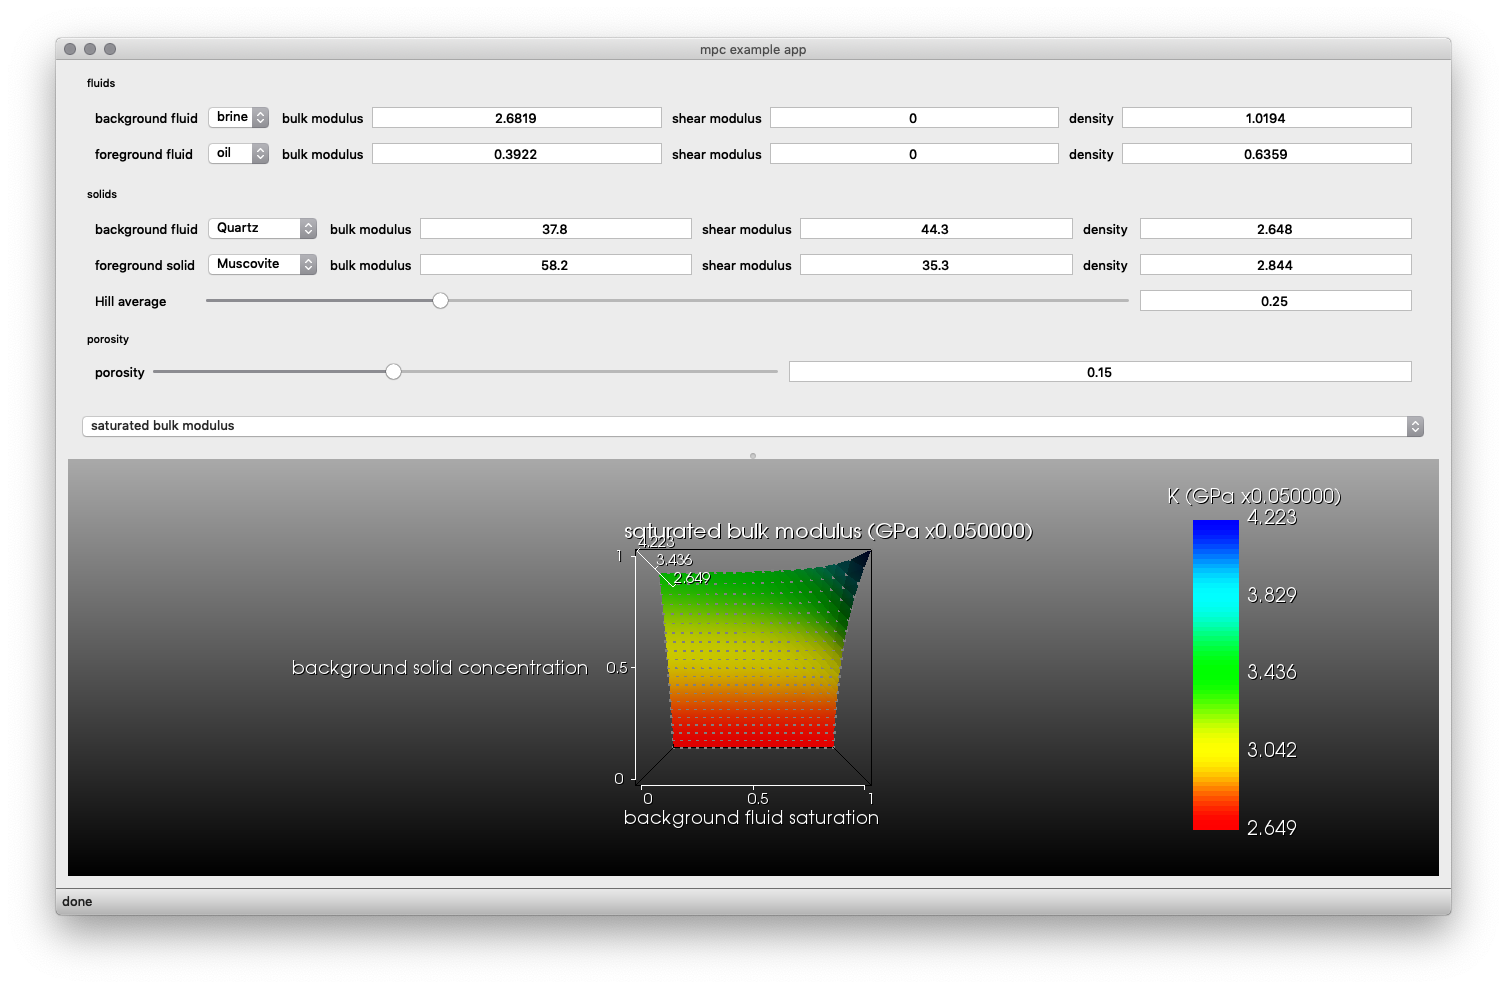 mpc example app
fluids
background fluid brine bulk modulus 2.6819 shear modulus 0 density 1.0194
foreground fluid oil bulk modulus 0.3922 shear modulus 0 density 0.6359
solids
background fluid Quartz bulk modulus 37.8 shear modulus 44.3 density 2.648
foreground solid Muscovite bulk modulus 58.2 shear modulus 35.3 density 2.844
Hill average 0.25
porosity
porosity 0.15
saturated bulk modulus
K (GPa x0.050000)
4.223
3.829
3.436
3.042
2.649
saturated bulk modulus (GPa x0.050000)
4.223
3.436
2.649
1
background solid concentration 0.5
0
0 0.5 1
background fluid saturation
done